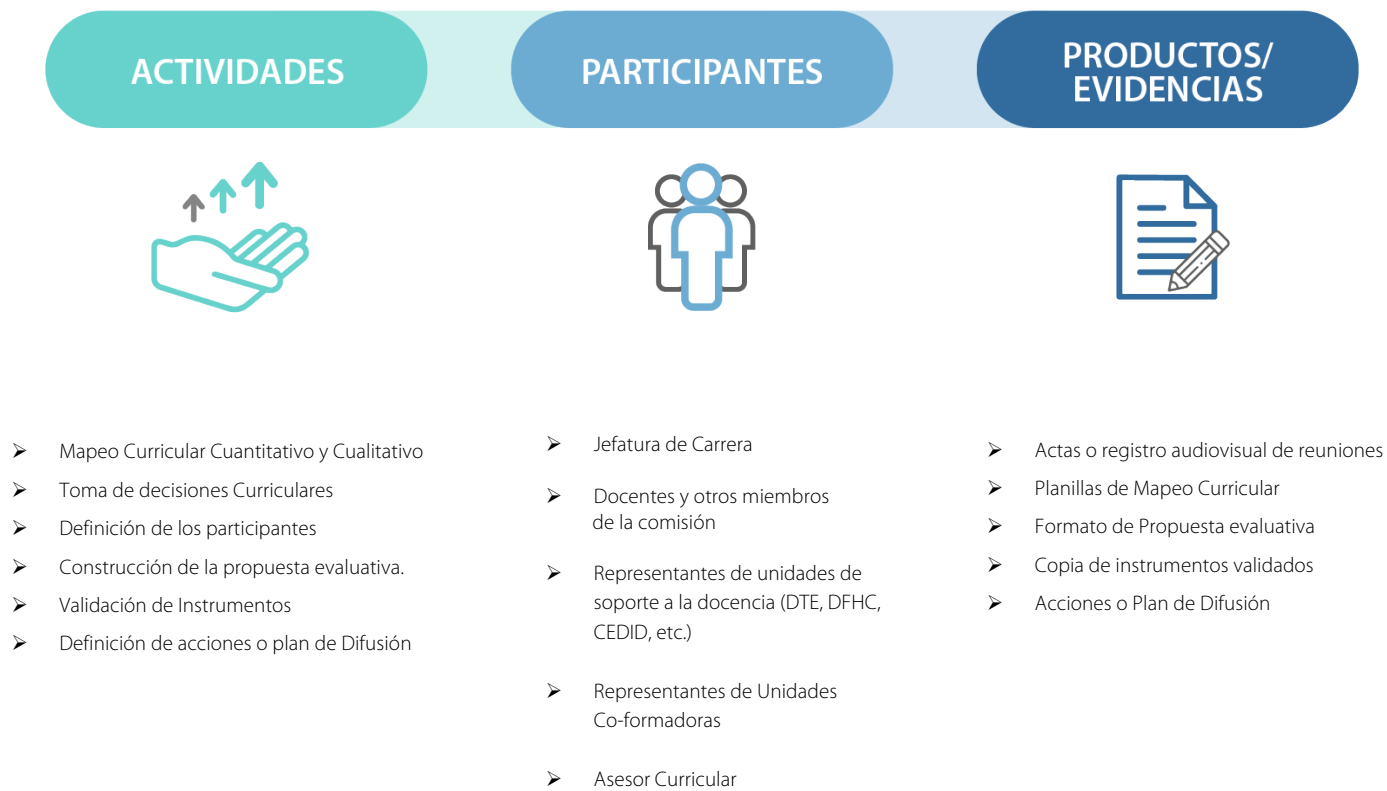 ACTIVIDADES
PARTICIPANTES
PRODUCTOS/
EVIDENCIAS
➢ Mapeo Curricular Cuantitativo y Cualitativo
➢ Toma de decisiones Curriculares
➢ Definición de los participantes
➢ Construcción de la propuesta evaluativa.
➢ Validación de Instrumentos
➢ Definición de acciones o plan de Difusión
➢ Jefatura de Carrera
➢ Docentes y otros miembros
de la comisión
➢ Representantes de unidades de
soporte a la docencia (DTE, DFHC,
CEDID, etc.)
➢ Representantes de Unidades
Co-formadoras
➢ Asesor Curricular
➢ Actas o registro audiovisual de reuniones
➢ Planillas de Mapeo Curricular
➢ Formato de Propuesta evaluativa
➢ Copia de instrumentos validados
➢ Acciones o Plan de Difusión